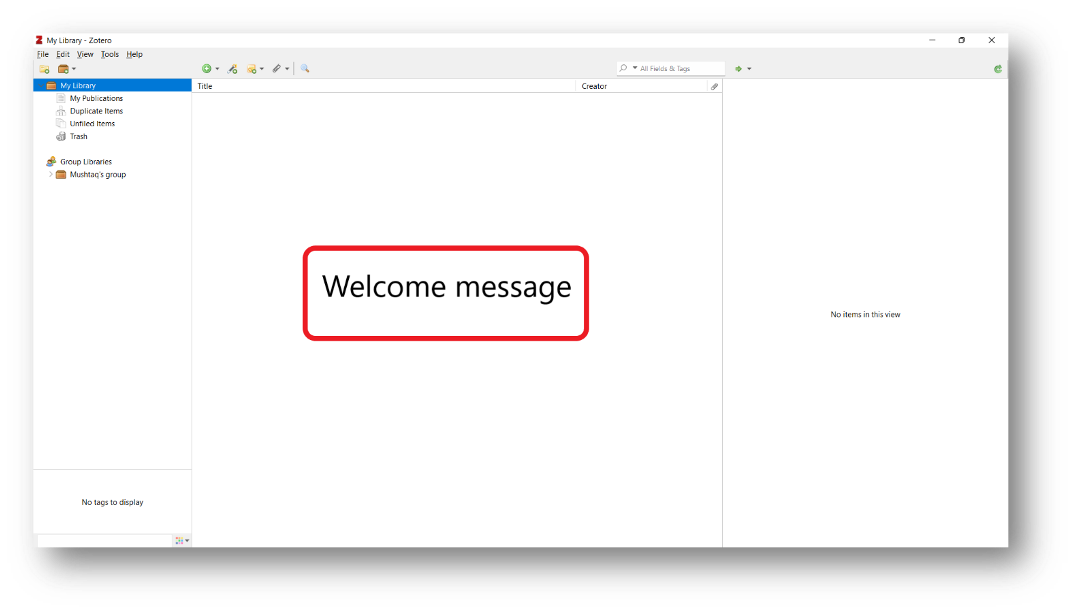 My Library - Zotero
File Edit View Tools Help
All Fields & Tags
My Library
My Publications
Duplicate Items
Unfiled Items
Trash
Group Libraries
Mushtaq's group
Title Creator
Welcome message
No items in this view
No tags to display